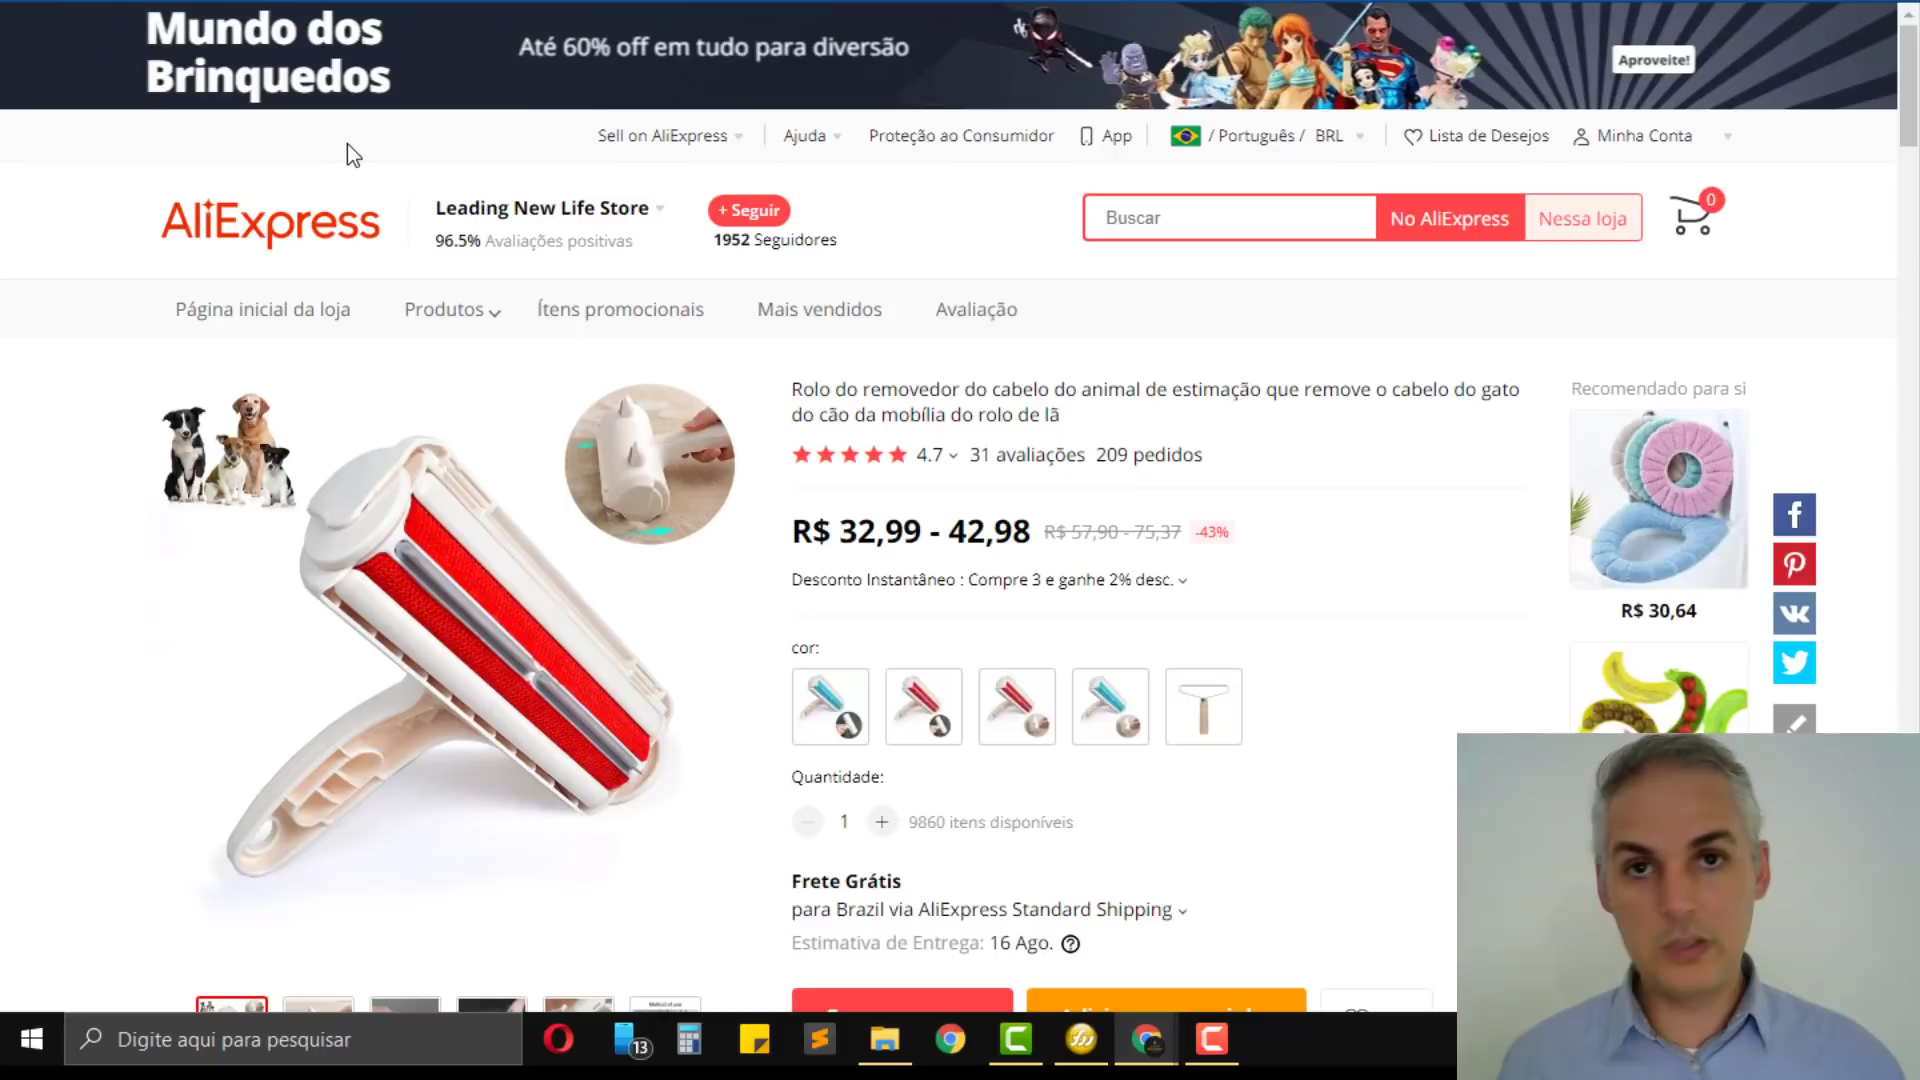 Mundo dos
Brinquedos
Até 60% off em tudo para diversão
Aproveite!
Sell on AliExpress
Ajuda
Proteção ao Consumidor
App
/ Português / BRL
Lista de Desejos
Minha Conta
AliExpress
Leading New Life Store
96.5% Avaliações positivas
+ Seguir
1952 Seguidores
Buscar
No AliExpress
Nessa loja
0
Página inicial da loja
Produtos
Ítens promocionais
Mais vendidos
Avaliação
Rolo do removedor do cabelo do animal de estimação que remove o cabelo do gato
do cão da mobília do rolo de lã
4.7 31 avaliações 209 pedidos
R$ 32,99 - 42,98 R$ 57,90 - 75,37 -43%
Desconto Instantâneo : Compre 3 e ganhe 2% desc.
cor:
Quantidade:
1
9860 itens disponíveis
Frete Grátis
para Brazil via AliExpress Standard Shipping
Estimativa de Entrega: 16 Ago.
Recomendado para si
R$ 30,64
Digite aqui para pesquisar
13